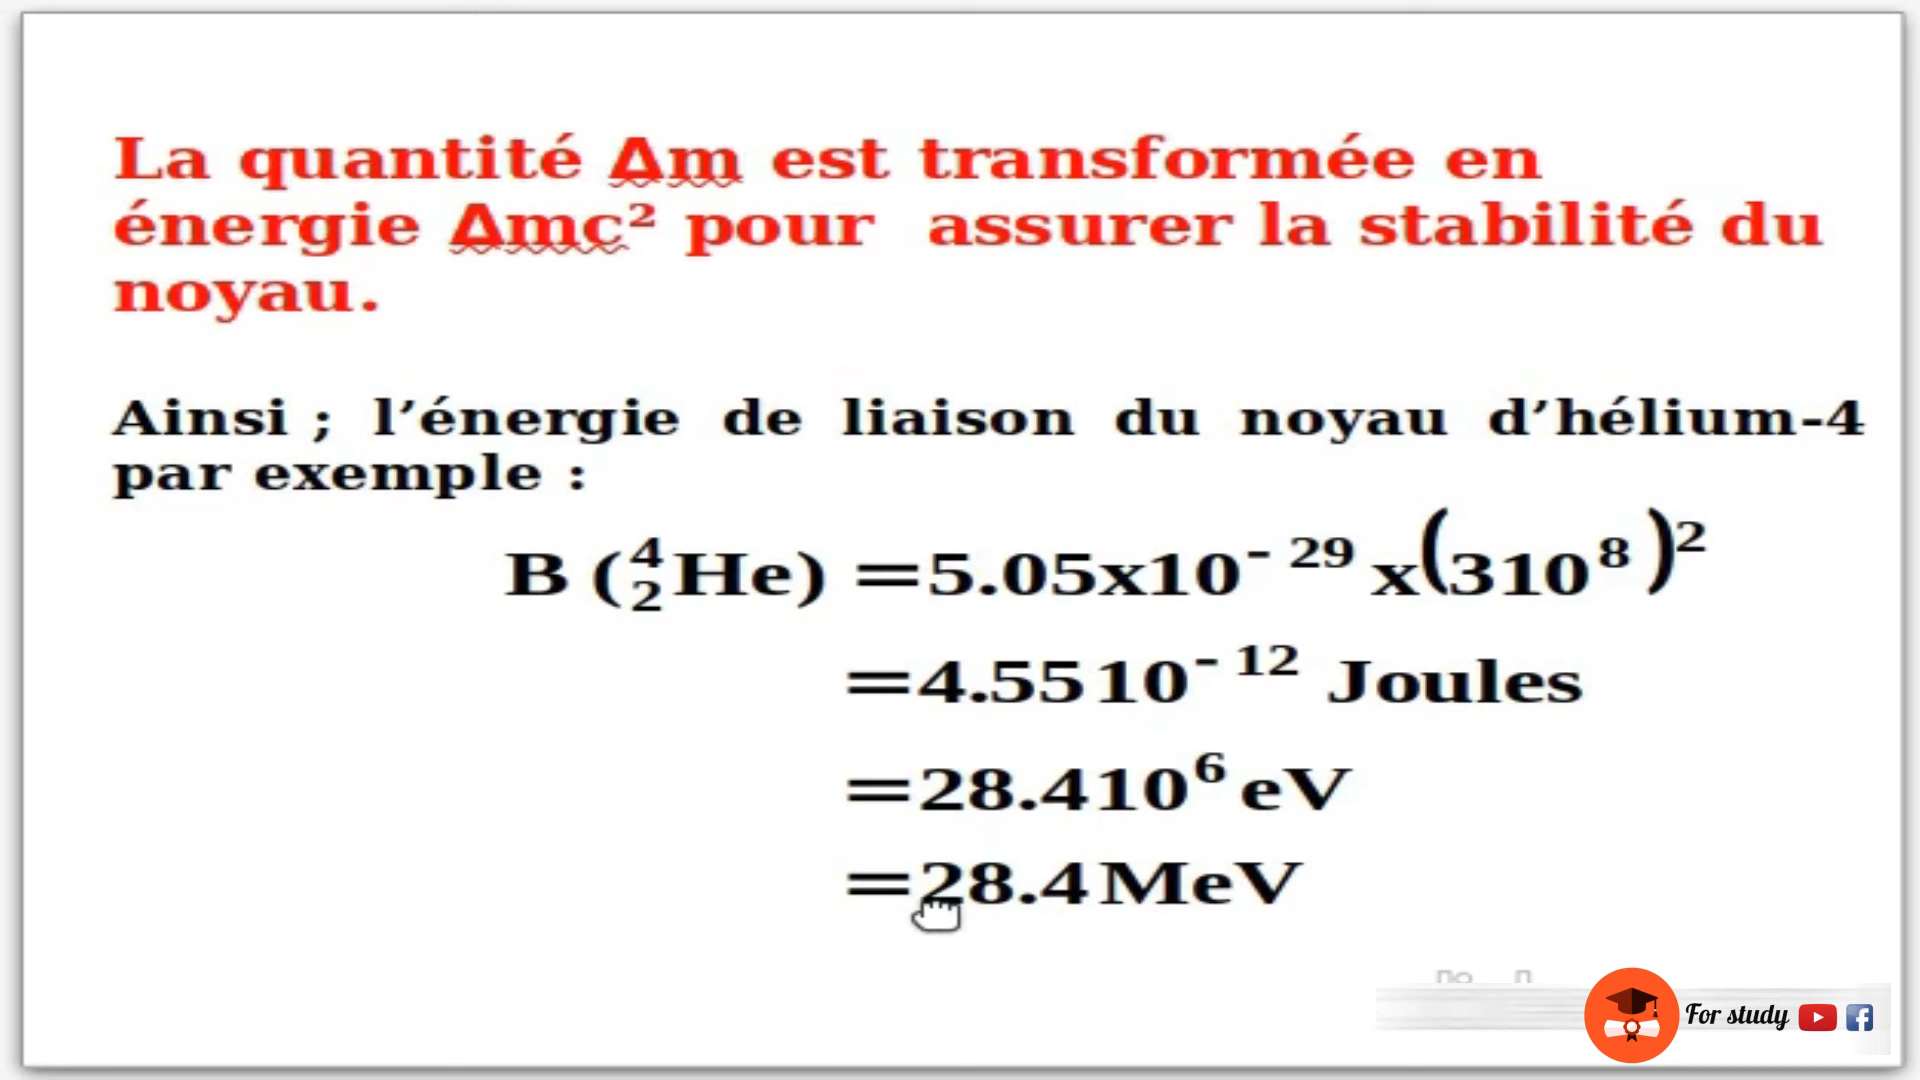 La quantité Δm est transformée en
énergie Δmc² pour assurer la stabilité du
noyau.
Ainsi ; l’énergie de liaison du noyau d’hélium-4
par exemple :
B (⁴₂He) =5.05x10⁻²⁹ x(310⁸)²
=4.5510⁻¹² Joules
=28.410⁶ eV
=28.4MeV
For study